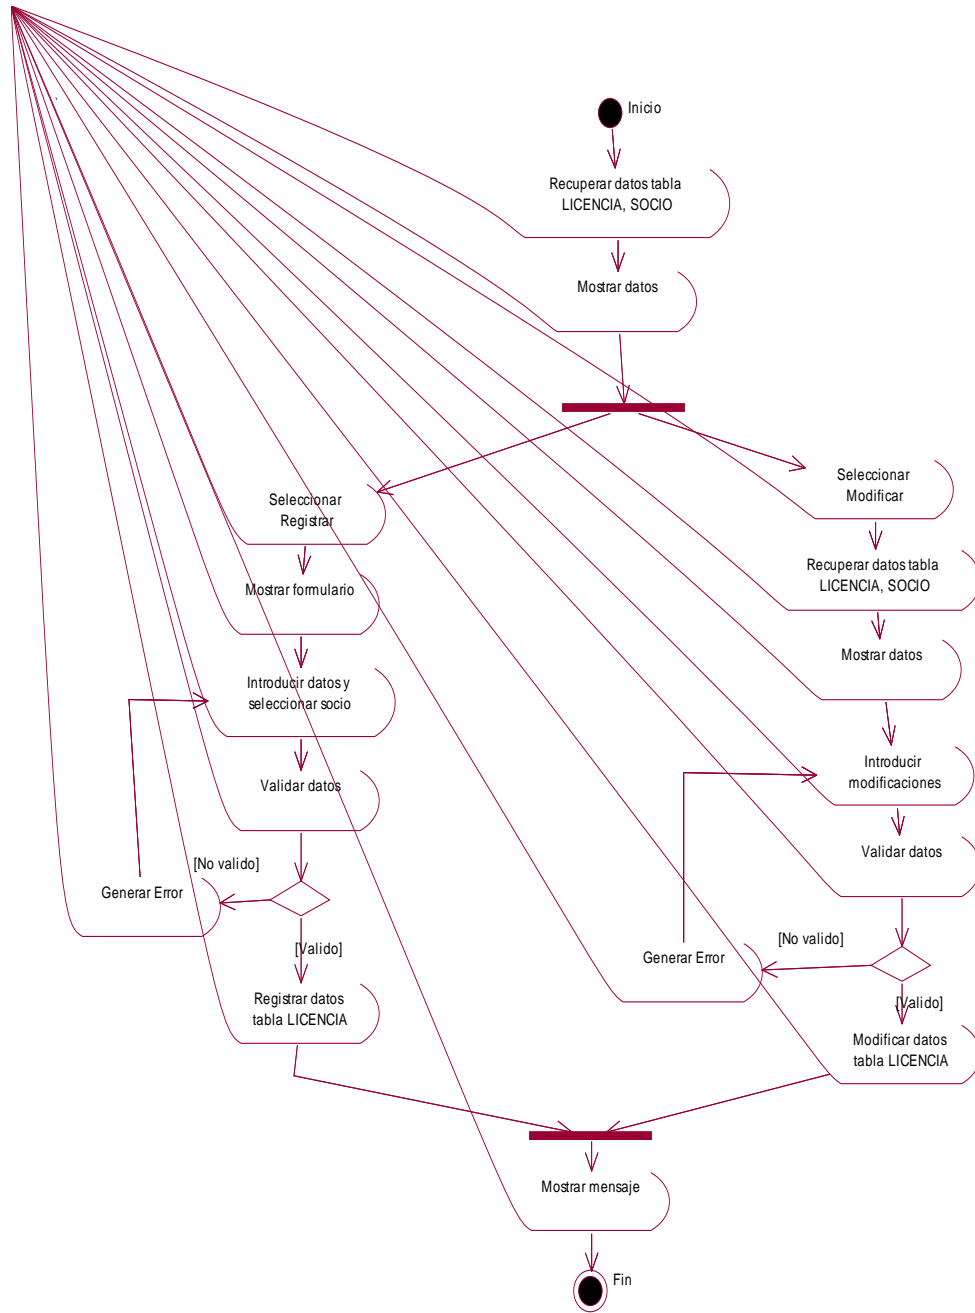 Inicio
Recuperar datos tabla
LICENCIA, SOCIO
Mostrar datos
Seleccionar
Registrar
Mostrar formulario
Introducir datos y
seleccionar socio
Validar datos
[No valido]
Generar Error
[Valido]
Registrar datos
tabla LICENCIA
Seleccionar
Modificar
Recuperar datos tabla
LICENCIA, SOCIO
Mostrar datos
Introducir
modificaciones
Validar datos
[No valido]
Generar Error
[Valido]
Modificar datos
tabla LICENCIA
Mostrar mensaje
Fin